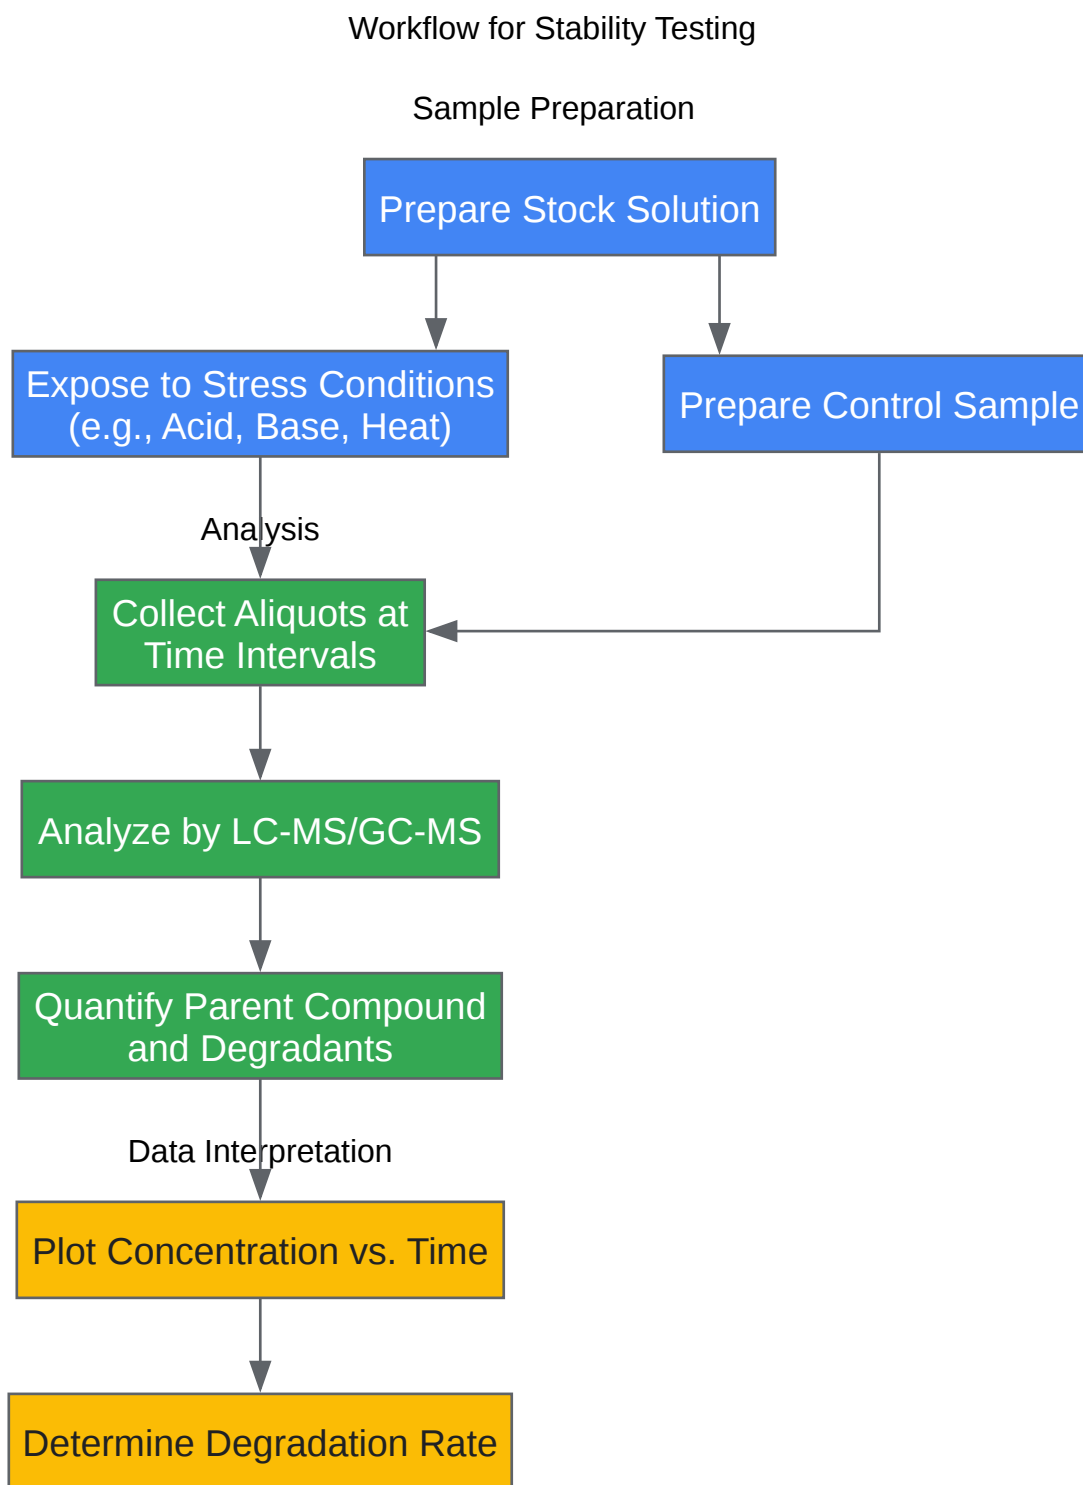 Workflow for Stability Testing
Sample Preparation
Prepare Stock Solution
Expose to Stress Conditions
(e.g., Acid, Base, Heat)
Prepare Control Sample
Analysis
Collect Aliquots at
Time Intervals
Analyze by LC-MS/GC-MS
Quantify Parent Compound
and Degradants
Data Interpretation
Plot Concentration vs. Time
Determine Degradation Rate